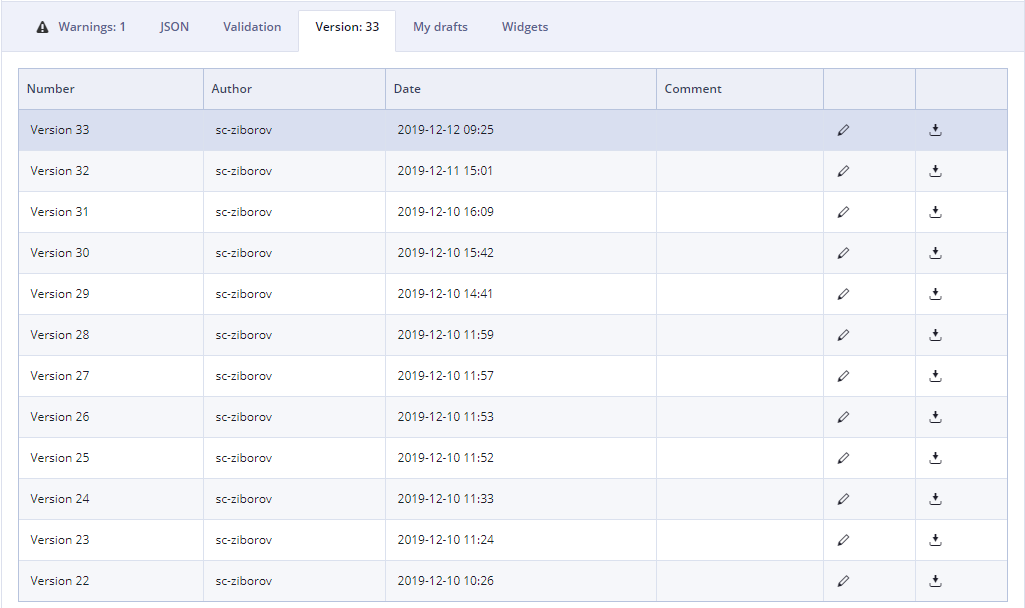 Warnings: 1 JSON Validation Version: 33 My drafts Widgets
Number Author Date Comment
Version 33 sc-ziborov 2019-12-12 09:25
Version 32 sc-ziborov 2019-12-11 15:01
Version 31 sc-ziborov 2019-12-10 16:09
Version 30 sc-ziborov 2019-12-10 15:42
Version 29 sc-ziborov 2019-12-10 14:41
Version 28 sc-ziborov 2019-12-10 11:59
Version 27 sc-ziborov 2019-12-10 11:57
Version 26 sc-ziborov 2019-12-10 11:53
Version 25 sc-ziborov 2019-12-10 11:52
Version 24 sc-ziborov 2019-12-10 11:33
Version 23 sc-ziborov 2019-12-10 11:24
Version 22 sc-ziborov 2019-12-10 10:26